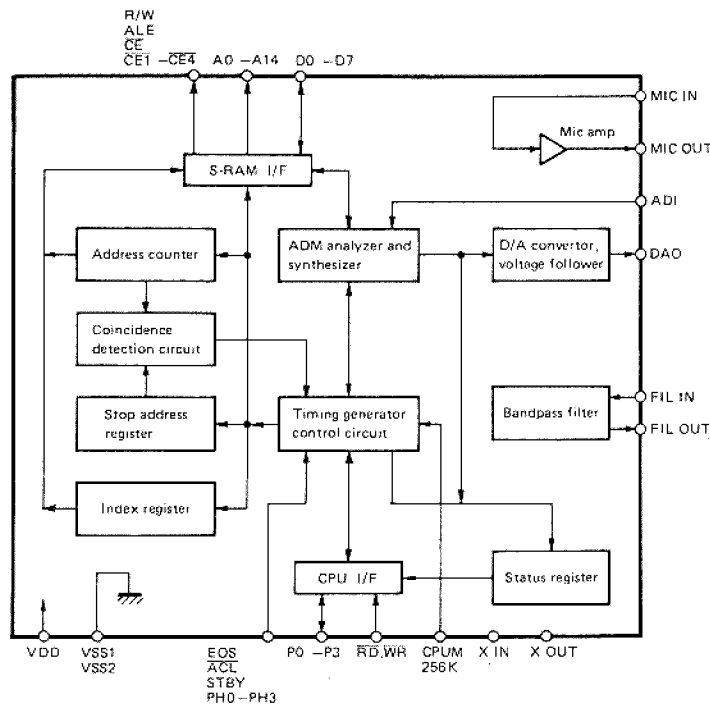 R/W
ALE
CE
CE1 -CE4 A0 -A14 D0 -D7
MIC IN
Mic amp
MIC OUT
S-RAM I/F
ADI
Address counter
ADM analyzer and
synthesizer
D/A convertor,
voltage follower
DAO
Coincidence
detection circuit
Stop address
register
Timing generator
control circuit
Bandpass filter
FIL IN
FIL OUT
Index register
CPU I/F
Status register
VDD
VSS1
VSS2
EOS
ACL
STBY
PH0-PH3
P0 -P3
RD,WR
CPUM
256K
X IN
X OUT